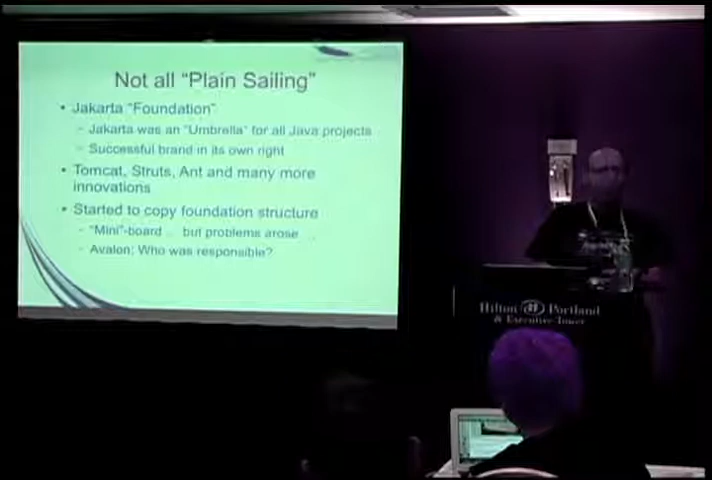 Not all "Plain Sailing"
• Jakarta "Foundation"
– Jakarta was an "Umbrella" for all Java projects
– Successful brand in its own right
• Tomcat, Struts, Ant and many more
innovations
• Started to copy foundation structure
– "Mini"-board ... but problems arose ...
– Avalon: Who was responsible?
Hilton Portland
& Executive Tower